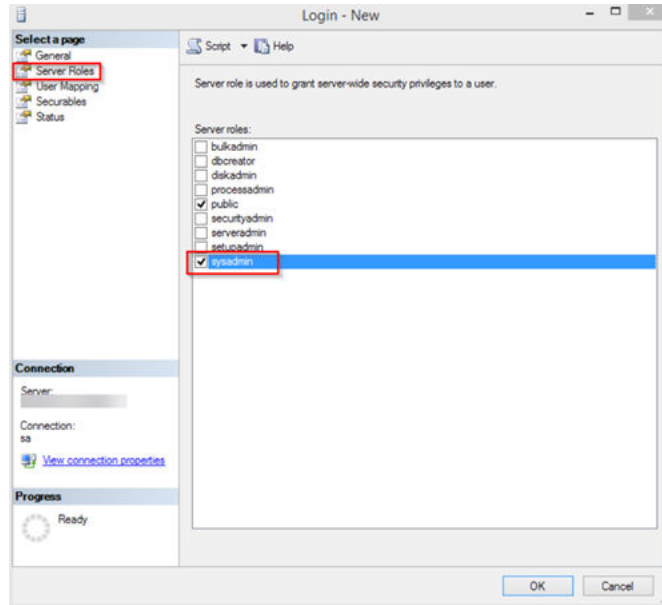 Login - New
Select a page
General
Server Roles
User Mapping
Securables
Status
Script Help
Server role is used to grant server-wide security privileges to a user.
Server roles:
bulkadmin
dbcreator
diskadmin
processadmin
public
securityadmin
serveradmin
setupadmin
sysadmin
Connection
Server:
Connection:
sa
View connection properties
Progress
Ready
OK Cancel